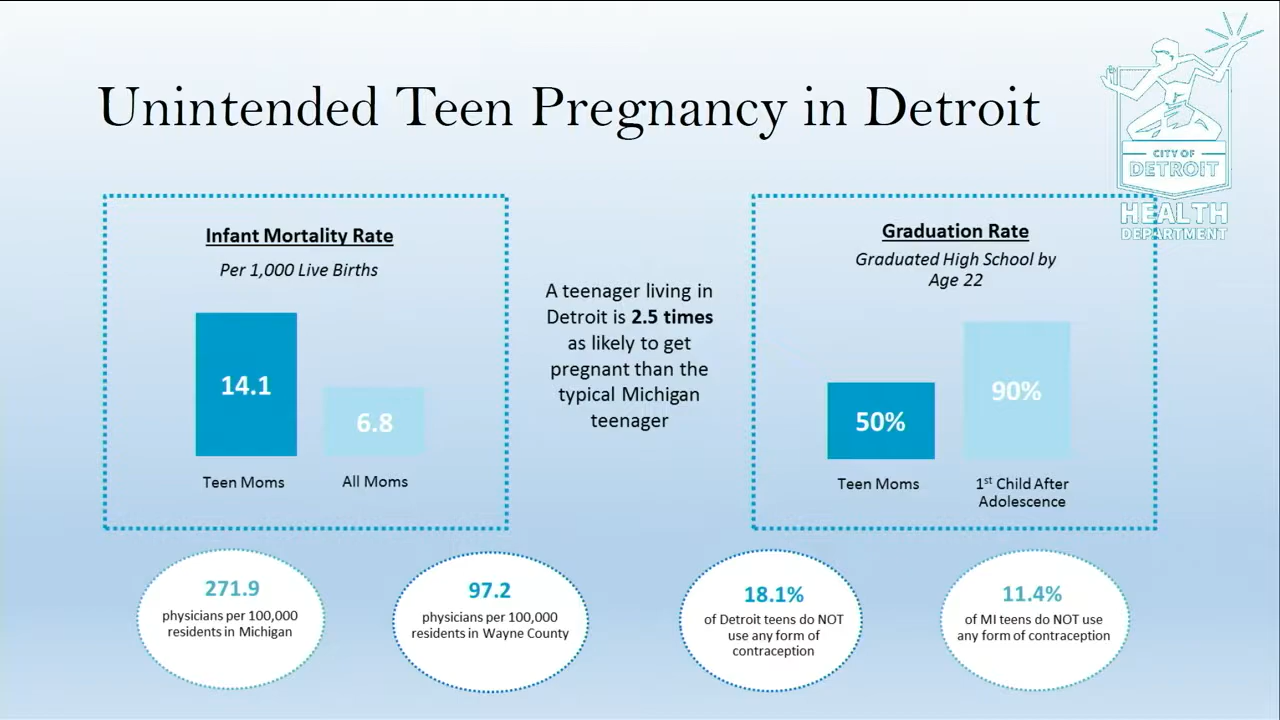 Unintended Teen Pregnancy in Detroit
CITY OF
DETROIT
HEALTH
DEPARTMENT
Infant Mortality Rate
Per 1,000 Live Births
14.1
6.8
Teen Moms
All Moms
A teenager living in
Detroit is 2.5 times
as likely to get
pregnant than the
typical Michigan
teenager
Graduation Rate
Graduated High School by
Age 22
50%
90%
Teen Moms
1st Child After
Adolescence
271.9
physicians per 100,000
residents in Michigan
97.2
physicians per 100,000
residents in Wayne County
18.1%
of Detroit teens do NOT
use any form of
contraception
11.4%
of MI teens do NOT use
any form of contraception